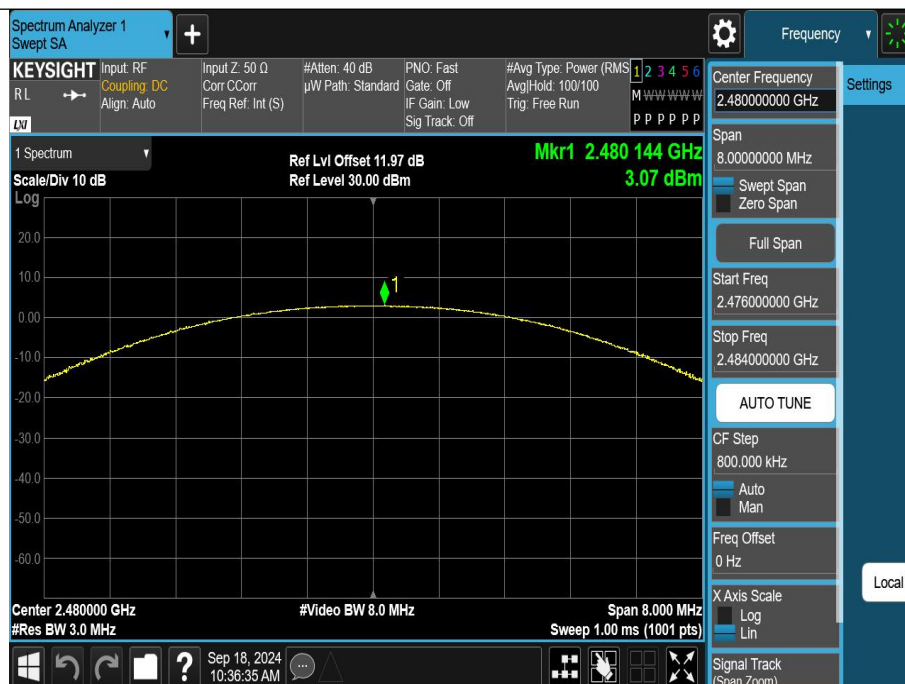 Spectrum Analyzer 1
Swept SA
+
Frequency
KEYSIGHT
RL
LXI
Input: RF
Coupling: DC
Align: Auto
Input Z: 50 Ω
Corr CCorr
Freq Ref: Int (S)
#Atten: 40 dB
µW Path: Standard
PNO: Fast
Gate: Off
IF Gain: Low
Sig Track: Off
#Avg Type: Power (RMS
Avg|Hold: 100/100
Trig: Free Run
1 2 3 4 5 6
M W W W W W
P P P P P P
1 Spectrum
Scale/Div 10 dB
Log
Ref Lvl Offset 11.97 dB
Ref Level 30.00 dBm
Mkr1 2.480 144 GHz
3.07 dBm
20.0
10.0
0.00
-10.0
-20.0
-30.0
-40.0
-50.0
-60.0
1
Center 2.480000 GHz
#Video BW 8.0 MHz
Span 8.000 MHz
#Res BW 3.0 MHz
Sweep 1.00 ms (1001 pts)
?
Sep 18, 2024
10:36:35 AM
Center Frequency
2.480000000 GHz
Settings
Span
8.00000000 MHz
Swept Span
Zero Span
Full Span
Start Freq
2.476000000 GHz
Stop Freq
2.484000000 GHz
AUTO TUNE
CF Step
800.000 kHz
Auto
Man
Freq Offset
0 Hz
X Axis Scale
Log
Lin
Local
Signal Track
(Span Zoom)